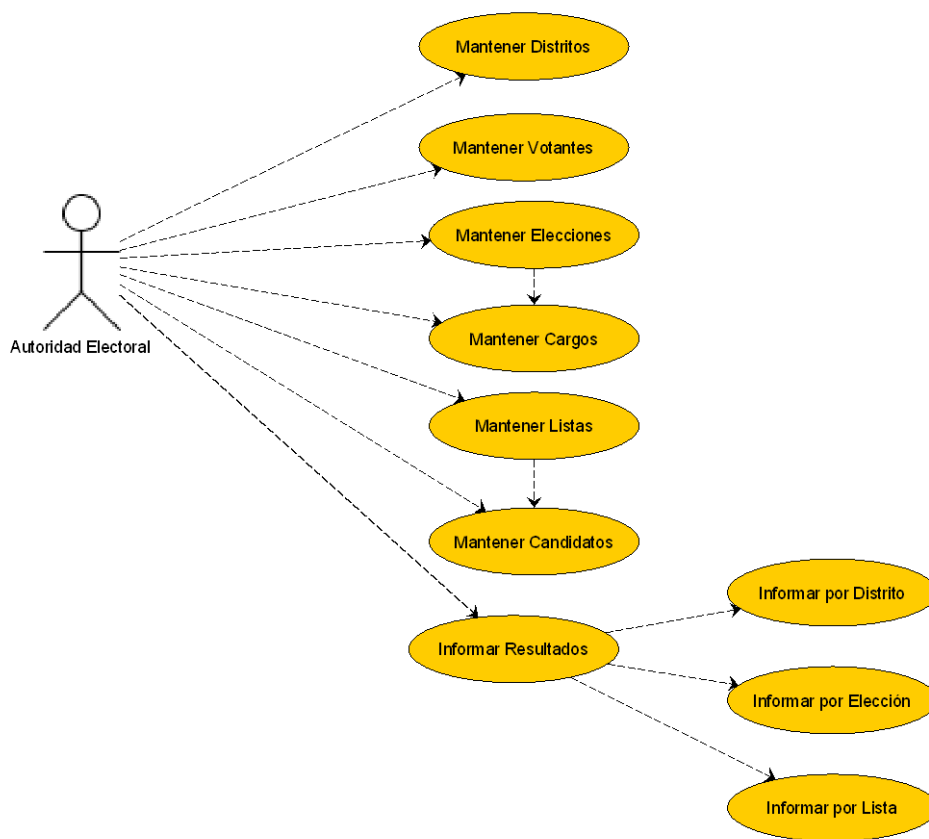 Mantener Distritos
Mantener Votantes
Mantener Elecciones
Mantener Cargos
Autoridad Electoral
Mantener Listas
Mantener Candidatos
Informar por Distrito
Informar Resultados
Informar por Elección
Informar por Lista